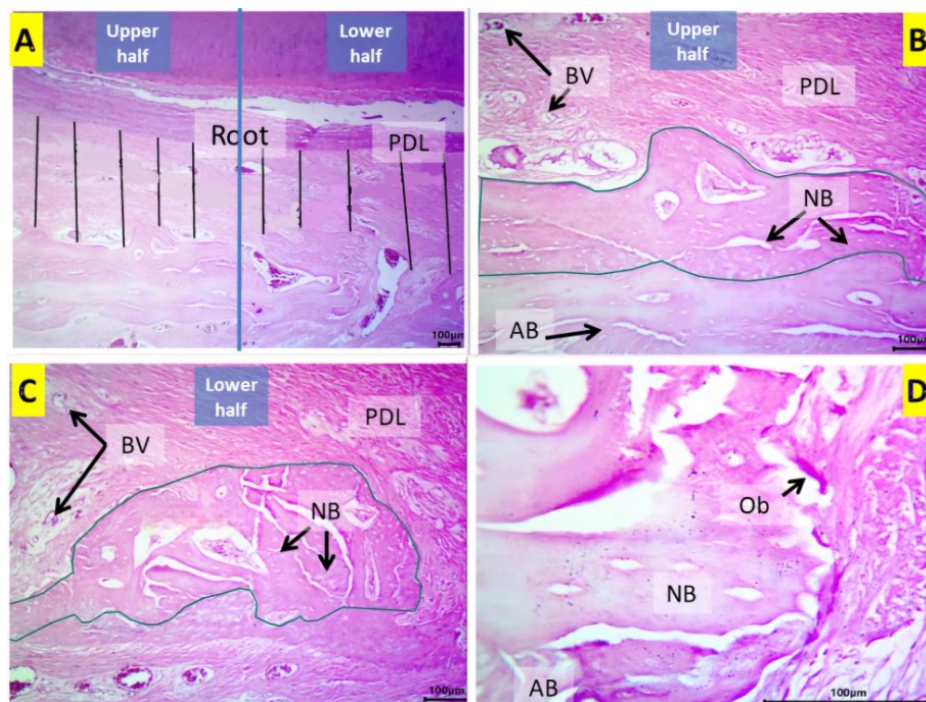 A
Upper
half
Lower
half
Root
PDL
100µm
B
Upper
half
BV
PDL
NB
AB
100µm
C
Lower
half
BV
PDL
NB
100µm
D
Ob
NB
AB
100µm